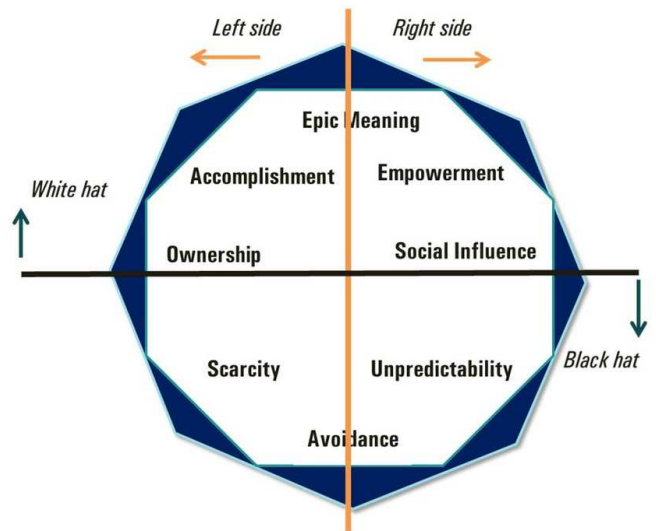 Left side
Right side
Epic Meaning
Accomplishment
Empowerment
White hat
Ownership
Social Influence
Scarcity
Unpredictability
Black hat
Avoidance